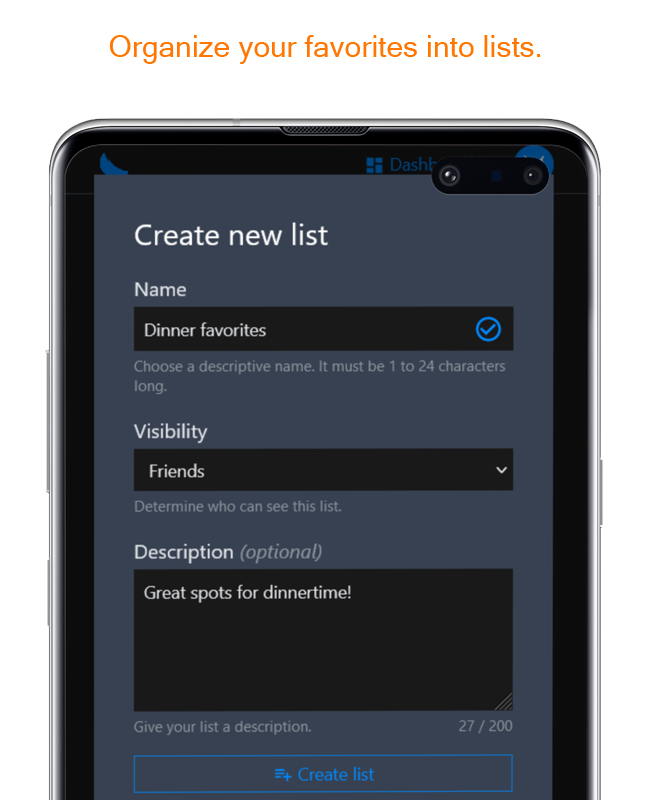 Organize your favorites into lists.
Create new list
Name
Dinner favorites
Choose a descriptive name. It must be 1 to 24 characters
long.
Visibility
Friends
Determine who can see this list.
Description (optional)
Great spots for dinnertime!
Give your list a description.
27 / 200
Create list